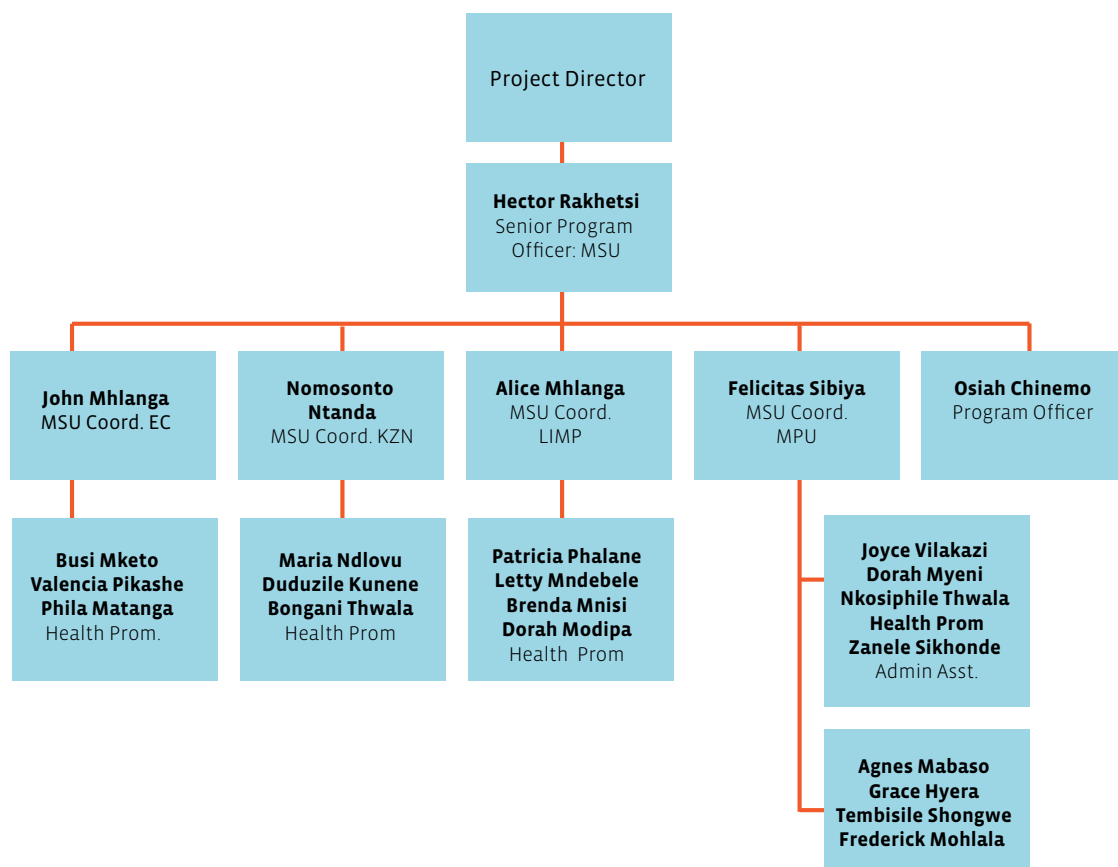 Project Director
Hector Rakhetsi
Senior Program
Officer: MSU
John Mhlanga
MSU Coord. EC
Nomosonto
Ntanda
MSU Coord. KZN
Alice Mhlanga
MSU Coord.
LIMP
Felicitas Sibiya
MSU Coord.
MPU
Osiah Chinemo
Program Officer
Busi Mketo
Valencia Pikashe
Phila Matanga
Health Prom.
Maria Ndlovu
Duduzile Kunene
Bongani Thwala
Health Prom
Patricia Phalane
Letty Mndebele
Brenda Mnisi
Dorah Modipa
Health Prom
Joyce Vilakazi
Dorah Myeni
Nkosiphile Thwala
Health Prom
Zanele Sikhonde
Admin Asst.
Agnes Mabaso
Grace Hyera
Tembisile Shongwe
Frederick Mohlala